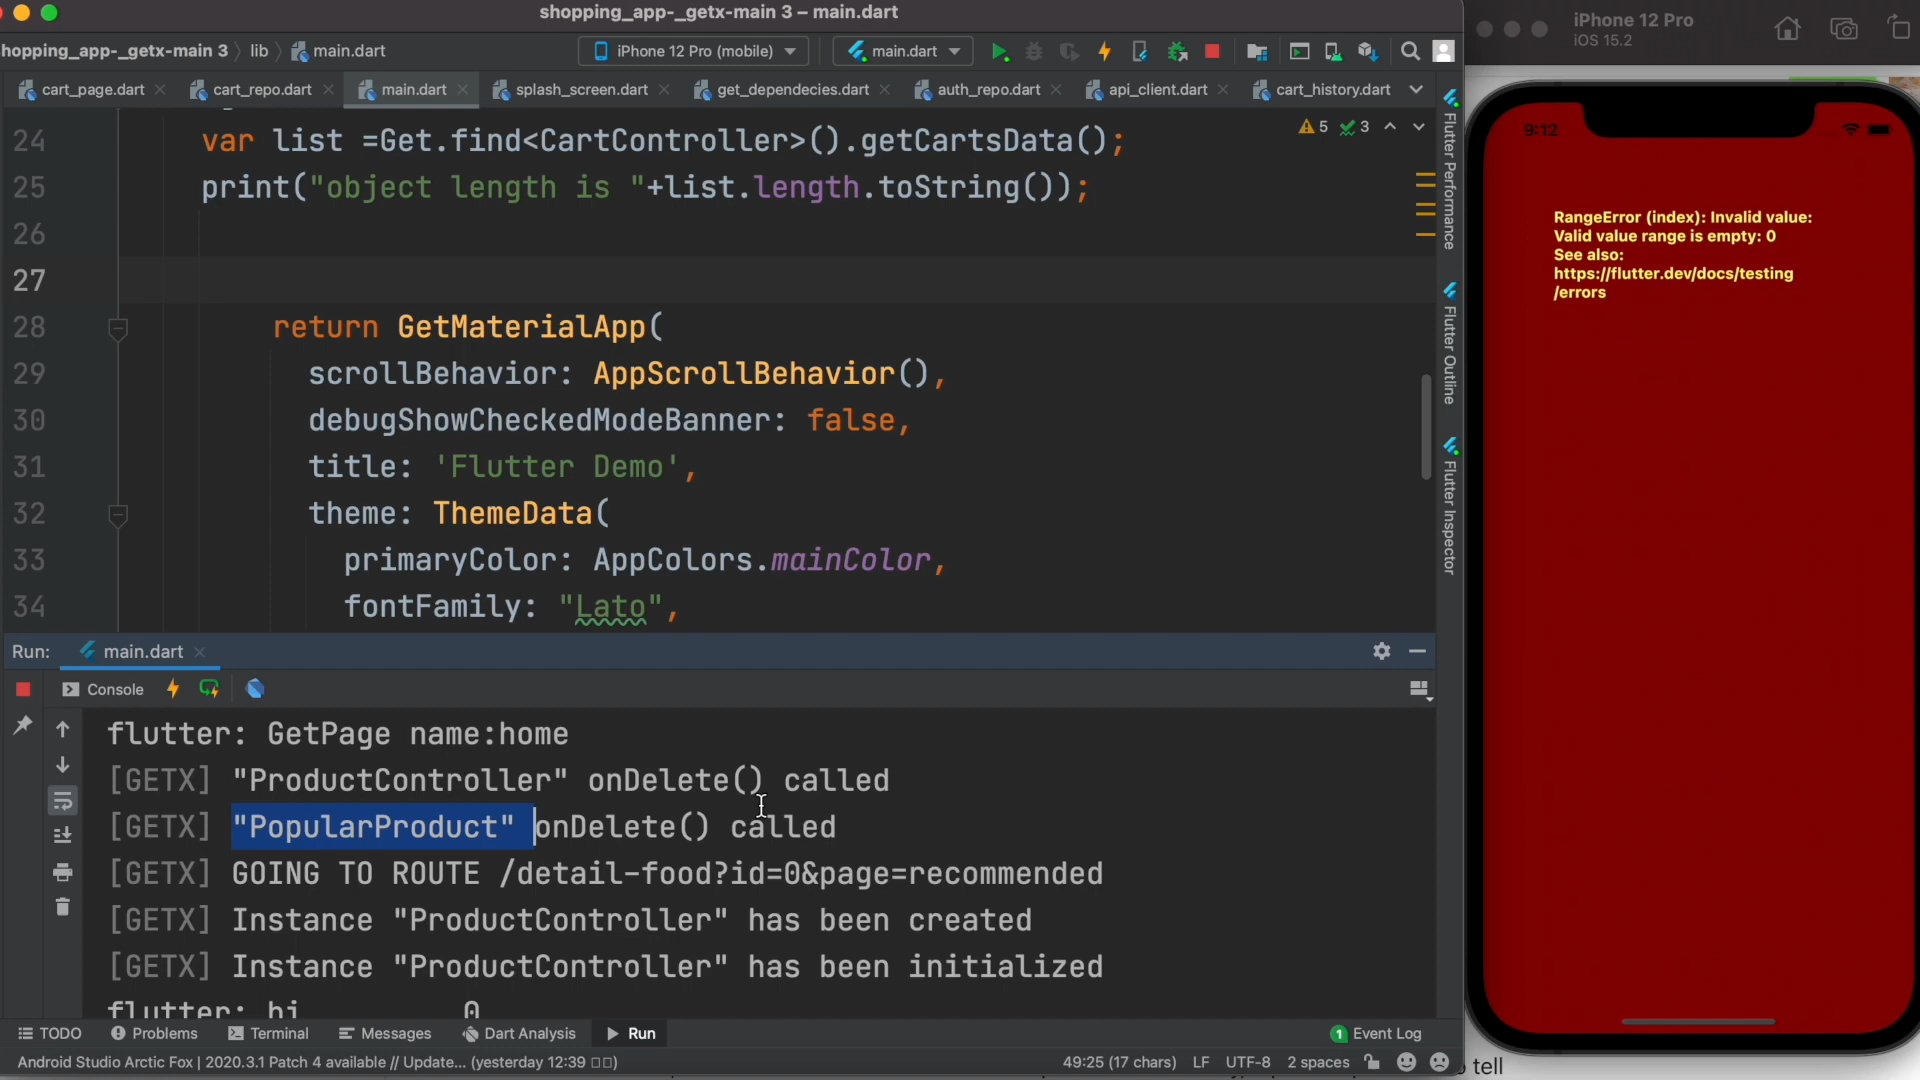 shopping_app-_getx-main 3 – main.dart
hopping_app-_getx-main 3 lib main.dart
iPhone 12 Pro (mobile) main.dart
cart_page.dart cart_repo.dart main.dart splash_screen.dart get_dependecies.dart auth_repo.dart api_client.dart cart_history.dart
24 var list =Get.find<CartController>().getCartsData();
25 print("object length is "+list.length.toString());
26
27
28 return GetMaterialApp(
29 scrollBehavior: AppScrollBehavior(),
30 debugShowCheckedModeBanner: false,
31 title: 'Flutter Demo',
32 theme: ThemeData(
33 primaryColor: AppColors.mainColor,
34 fontFamily: "Lato",
5 3
Flutter Performance
Flutter Outline
Flutter Inspector
Run: main.dart
Console
flutter: GetPage name:home
[GETX] "ProductController" onDelete() called
[GETX] "PopularProduct" onDelete() called
[GETX] GOING TO ROUTE /detail-food?id=0&page=recommended
[GETX] Instance "ProductController" has been created
[GETX] Instance "ProductController" has been initialized
flutter: hi 0
TODO Problems Terminal Messages Dart Analysis Run 1 Event Log
Android Studio Arctic Fox | 2020.3.1 Patch 4 available // Update... (yesterday 12:39) 49:25 (17 chars) LF UTF-8 2 spaces
iPhone 12 Pro
iOS 15.2
9:12
RangeError (index): Invalid value:
Valid value range is empty: 0
See also:
https://flutter.dev/docs/testing
/errors
tell